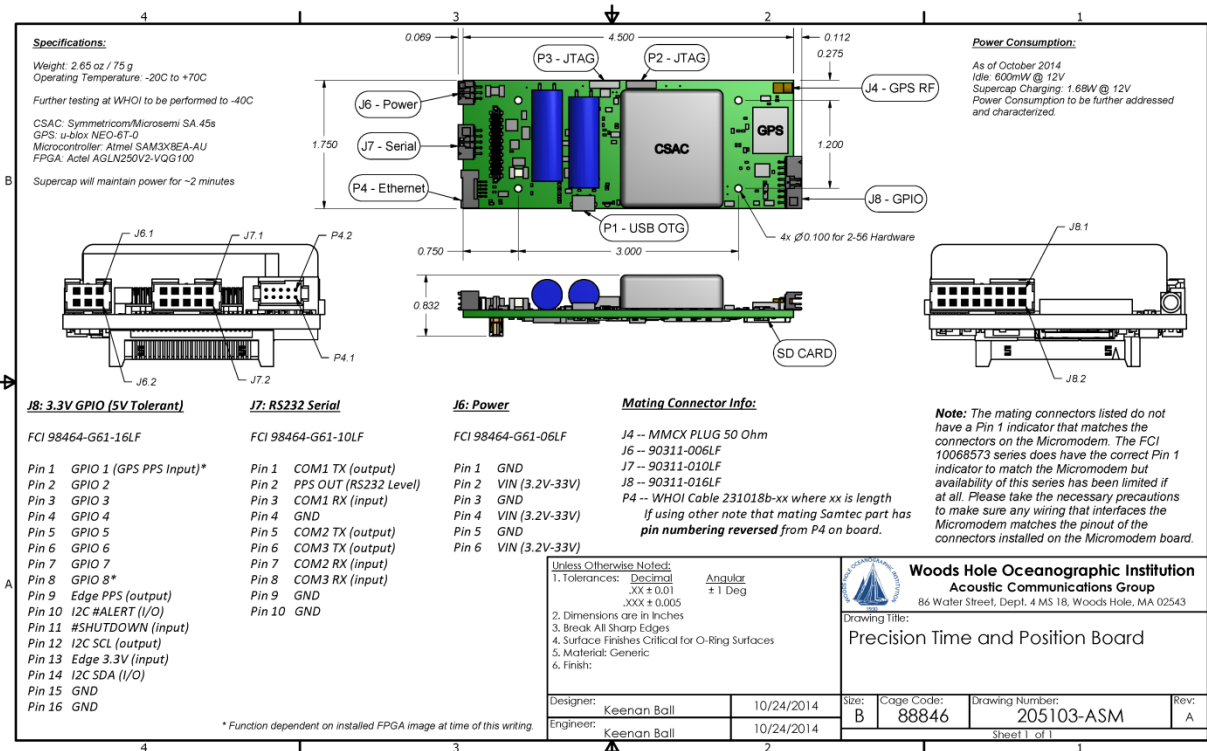 4
3
2
1
Specifications:
Weight: 2.65 oz / 75 g
Operating Temperature: -20C to +70C
Further testing at WHOI to be performed to -40C
CSAC: Symmetricom/Microsemi SA.45s
GPS: u-blox NEO-6T-0
Microcontroller: Atmel SAM3X8EA-AU
FPGA: Actel AGLN250V2-VQG100
Supercap will maintain power for ~2 minutes
0.069
4.500
0.112
0.275
P3 - JTAG
P2 - JTAG
J6 - Power
J4 - GPS RF
1.750
J7 - Serial
CSAC
GPS
1.200
P4 - Ethernet
J8 - GPIO
P1 - USB OTG
4x Ø0.100 for 2-56 Hardware
0.750
3.000
Power Consumption:
As of October 2014
Idle: 600mW @ 12V
Supercap Charging: 1.68W @ 12V
Power Consumption to be further addressed
and characterized.
B
B
J6.1
J7.1
P4.2
J6.2
J7.2
P4.1
0.832
SD CARD
J8.1
J8.2
J8: 3.3V GPIO (5V Tolerant)
FCI 98464-G61-16LF
Pin 1 GPIO 1 (GPS PPS Input)*
Pin 2 GPIO 2
Pin 3 GPIO 3
Pin 4 GPIO 4
Pin 5 GPIO 5
Pin 6 GPIO 6
Pin 7 GPIO 7
Pin 8 GPIO 8*
Pin 9 Edge PPS (output)
Pin 10 I2C #ALERT (I/O)
Pin 11 #SHUTDOWN (input)
Pin 12 I2C SCL (output)
Pin 13 Edge 3.3V (input)
Pin 14 I2C SDA (I/O)
Pin 15 GND
Pin 16 GND
J7: RS232 Serial
FCI 98464-G61-10LF
Pin 1 COM1 TX (output)
Pin 2 PPS OUT (RS232 Level)
Pin 3 COM1 RX (input)
Pin 4 GND
Pin 5 COM2 TX (output)
Pin 6 COM3 TX (output)
Pin 7 COM2 RX (input)
Pin 8 COM3 RX (input)
Pin 9 GND
Pin 10 GND
J6: Power
FCI 98464-G61-06LF
Pin 1 GND
Pin 2 VIN (3.2V-33V)
Pin 3 GND
Pin 4 VIN (3.2V-33V)
Pin 5 GND
Pin 6 VIN (3.2V-33V)
Mating Connector Info:
J4 -- MMCX PLUG 50 Ohm
J6 -- 90311-006LF
J7 -- 90311-010LF
J8 -- 90311-016LF
P4 -- WHOI Cable 231018b-xx where xx is length
If using other note that mating Samtec part has
pin numbering reversed from P4 on board.
Note: The mating connectors listed do not
have a Pin 1 indicator that matches the
connectors on the Micromodem. The FCI
10068573 series does have the correct Pin 1
indicator to match the Micromodem but
availability of this series has been limited if
at all. Please take the necessary precautions
to make sure any wiring that interfaces the
Micromodem matches the pinout of the
connectors installed on the Micromodem board.
* Function dependent on installed FPGA image at time of this writing.
A
A
Unless Otherwise Noted:
1. Tolerances: Decimal Angular
.XX ± 0.01 ± 1 Deg
.XXX ± 0.005
2. Dimensions are in Inches
3. Break All Sharp Edges
4. Surface Finishes Critical for O-Ring Surfaces
5. Material: Generic
6. Finish:
Designer: Keenan Ball 10/24/2014
Engineer: Keenan Ball 10/24/2014
WOODS HOLE OCEANOGRAPHIC INSTITUTION
1930
Woods Hole Oceanographic Institution
Acoustic Communications Group
86 Water Street, Dept. 4 MS 18, Woods Hole, MA 02543
Drawing Title:
Precision Time and Position Board
Size: B
Cage Code: 88846
Drawing Number: 205103-ASM
Rev: A
Sheet 1 of 1
4
3
2
1